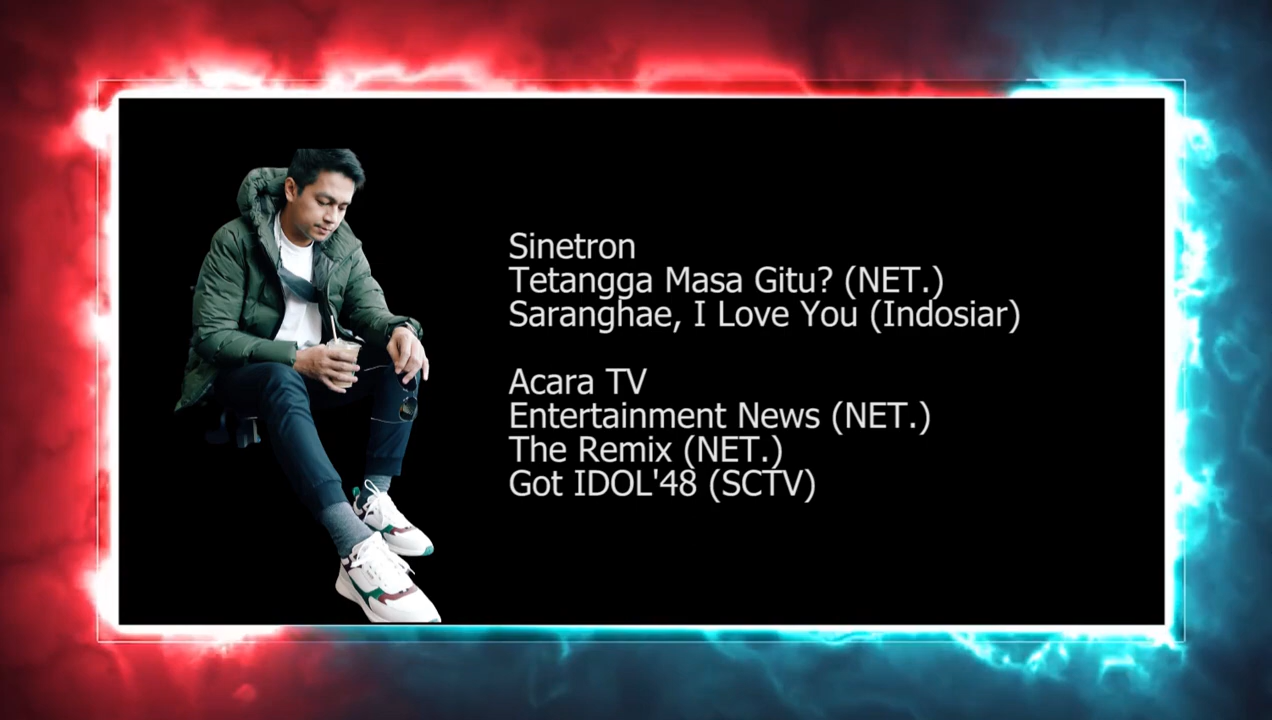 Sinetron
Tetangga Masa Gitu? (NET.)
Saranghae, I Love You (Indosiar)
Acara TV
Entertainment News (NET.)
The Remix (NET.)
Got IDOL'48 (SCTV)